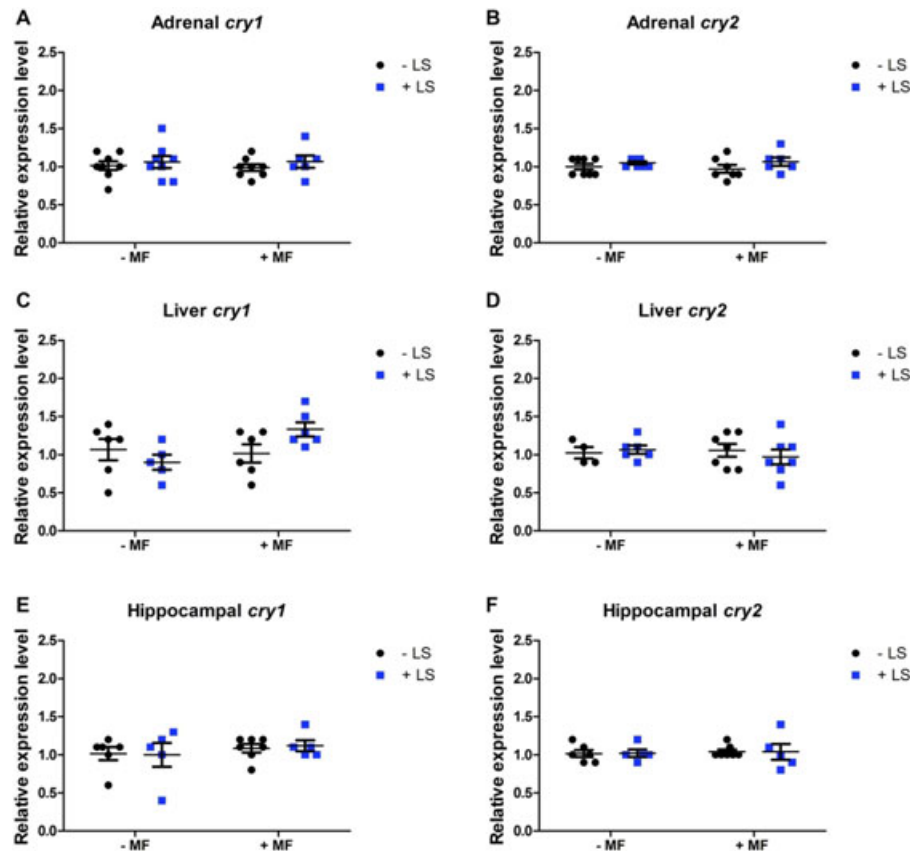 A
Adrenal cry1
Relative expression level
2.5
2.0
1.5
1.0
0.5
0.0
- MF
+ MF
- LS
+ LS
B
Adrenal cry2
Relative expression level
2.5
2.0
1.5
1.0
0.5
0.0
- MF
+ MF
- LS
+ LS
C
Liver cry1
Relative expression level
2.5
2.0
1.5
1.0
0.5
0.0
- MF
+ MF
- LS
+ LS
D
Liver cry2
Relative expression level
2.5
2.0
1.5
1.0
0.5
0.0
- MF
+ MF
- LS
+ LS
E
Hippocampal cry1
Relative expression level
2.5
2.0
1.5
1.0
0.5
0.0
- MF
+ MF
- LS
+ LS
F
Hippocampal cry2
Relative expression level
2.5
2.0
1.5
1.0
0.5
0.0
- MF
+ MF
- LS
+ LS